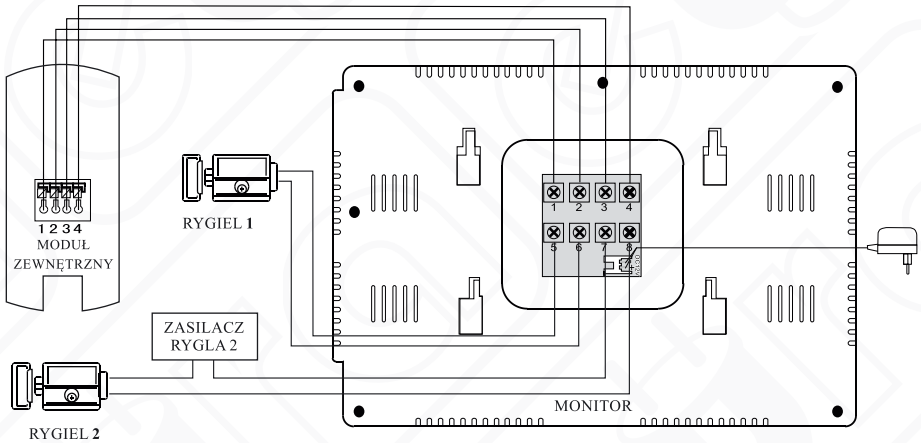 1 2 3 4
MODUŁ
ZEWNĘTRZNY
RYGIEL 1
1 2 3 4
5 6 7 8
DC12V
ZASILACZ
RYGLA 2
RYGIEL 2
MONITOR